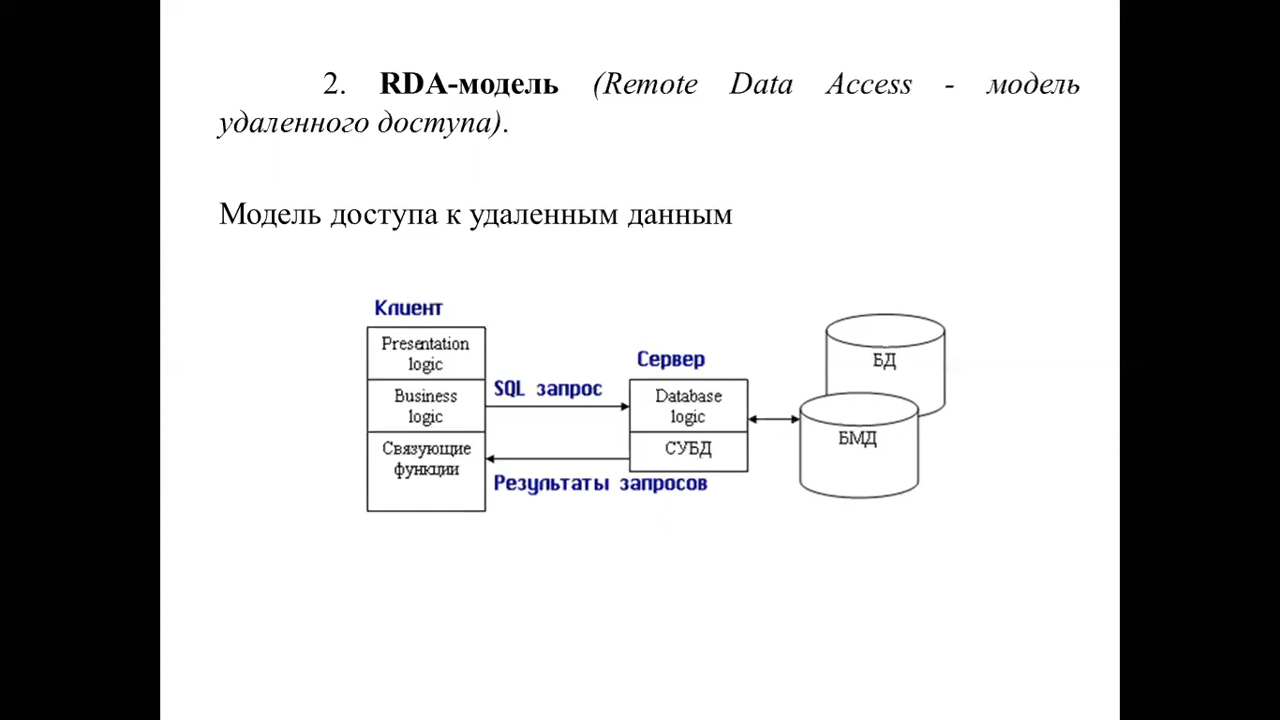 2. RDA-модель (Remote Data Access - модель
удаленного доступа).
Модель доступа к удаленным данным
Клиент
Presentation
logic
Business
logic
Связующие
функции
SQL запрос
Результаты запросов
Сервер
Database
logic
СУБД
БД
БМД